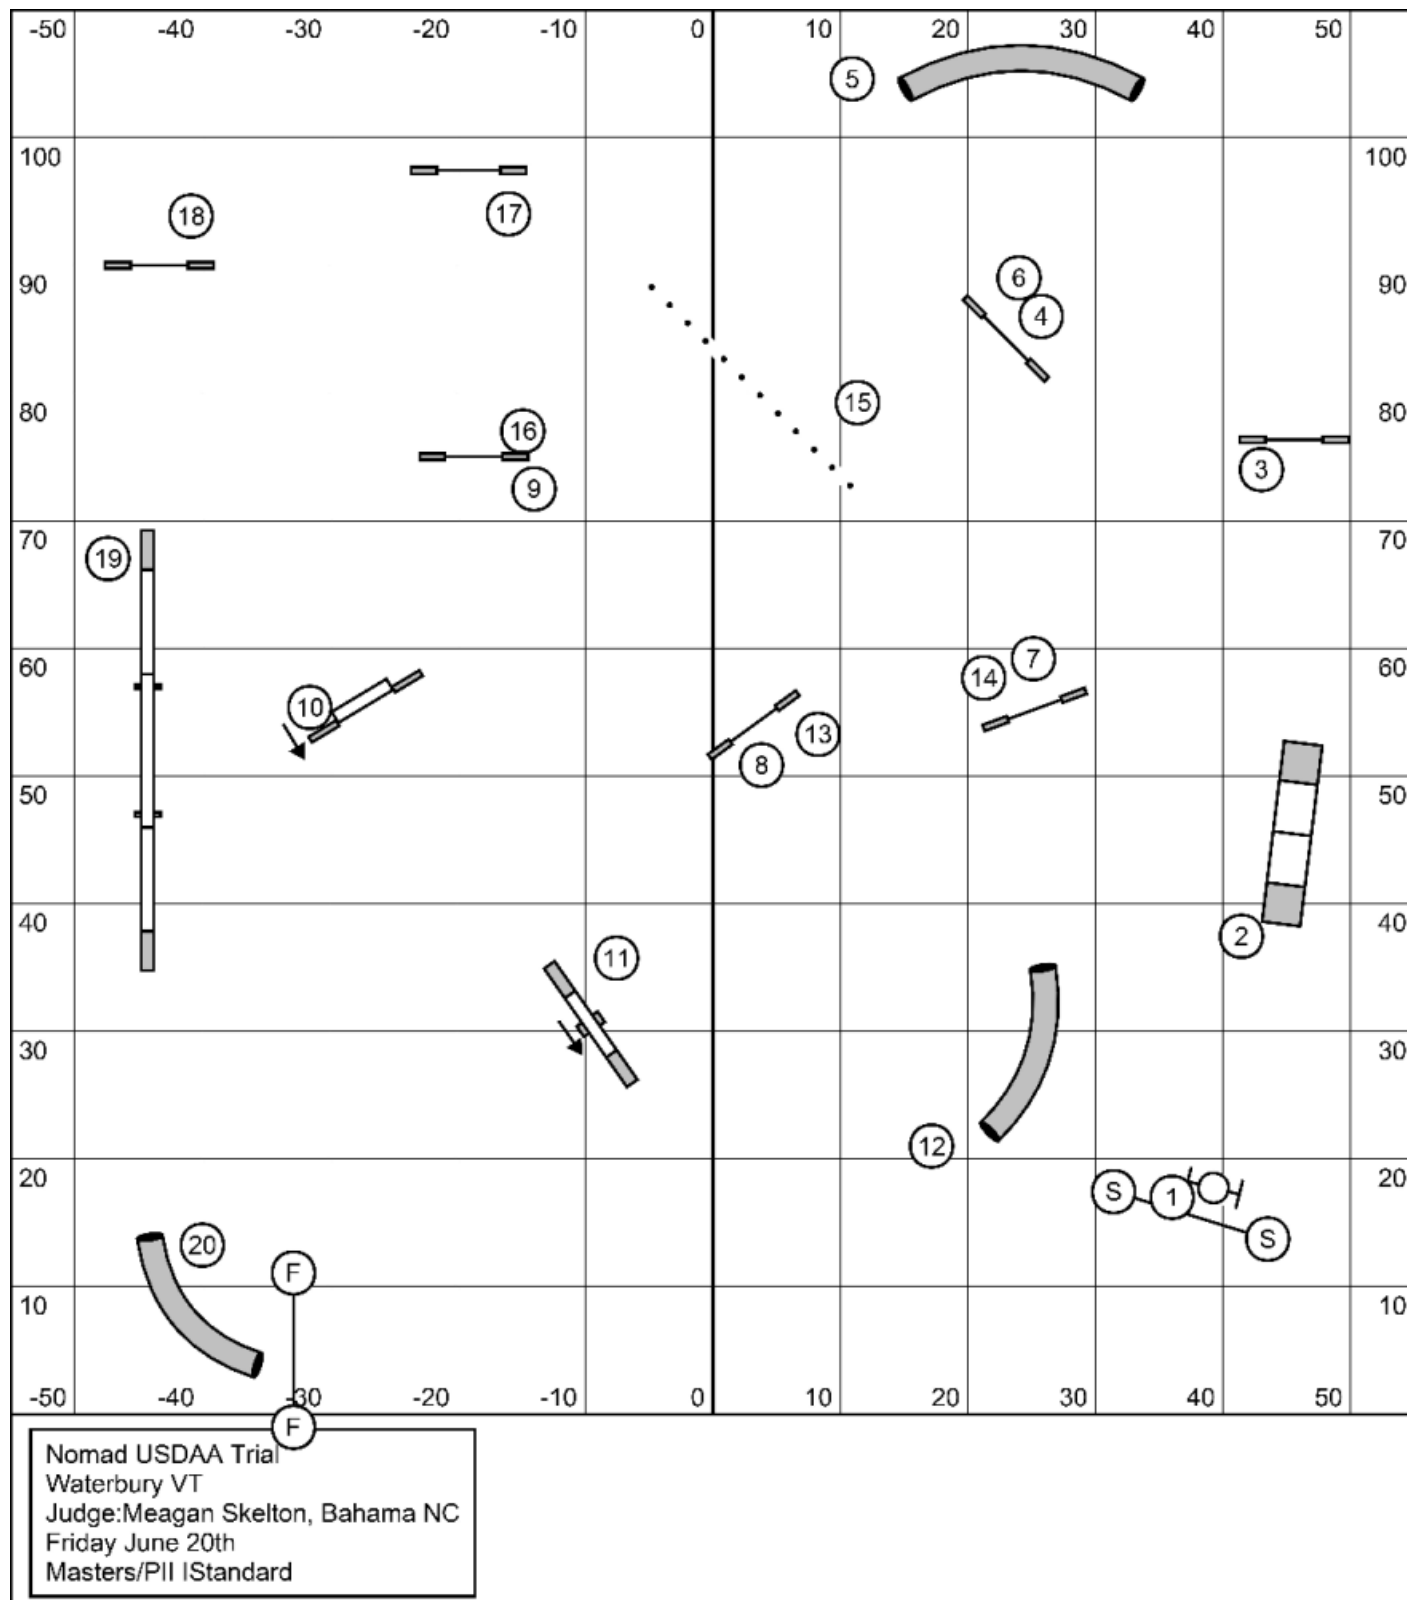 -50 -40 -30 -20 -10 0 10 20 30 40 50
5
100 100
18 17
6
90 4 90
15
80 16 80
9 3
70 19 70
60 14 7 60
10 13
8
50 50
40 2 40
11
30 30
12
20 S 1 20
20 S
F
10 10
-50 -40 -30 -20 -10 0 10 20 30 40 50
F
Nomad USDAA Trial
Waterbury VT
Judge:Meagan Skelton, Bahama NC
Friday June 20th
Masters/PII IStandard